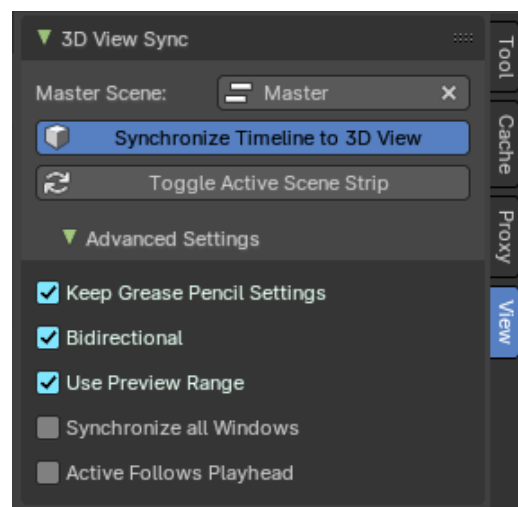 3D View Sync
Master Scene:
Master
Synchronize Timeline to 3D View
Toggle Active Scene Strip
Advanced Settings
Keep Grease Pencil Settings
Bidirectional
Use Preview Range
Synchronize all Windows
Active Follows Playhead
Tool
Cache
Proxy
View